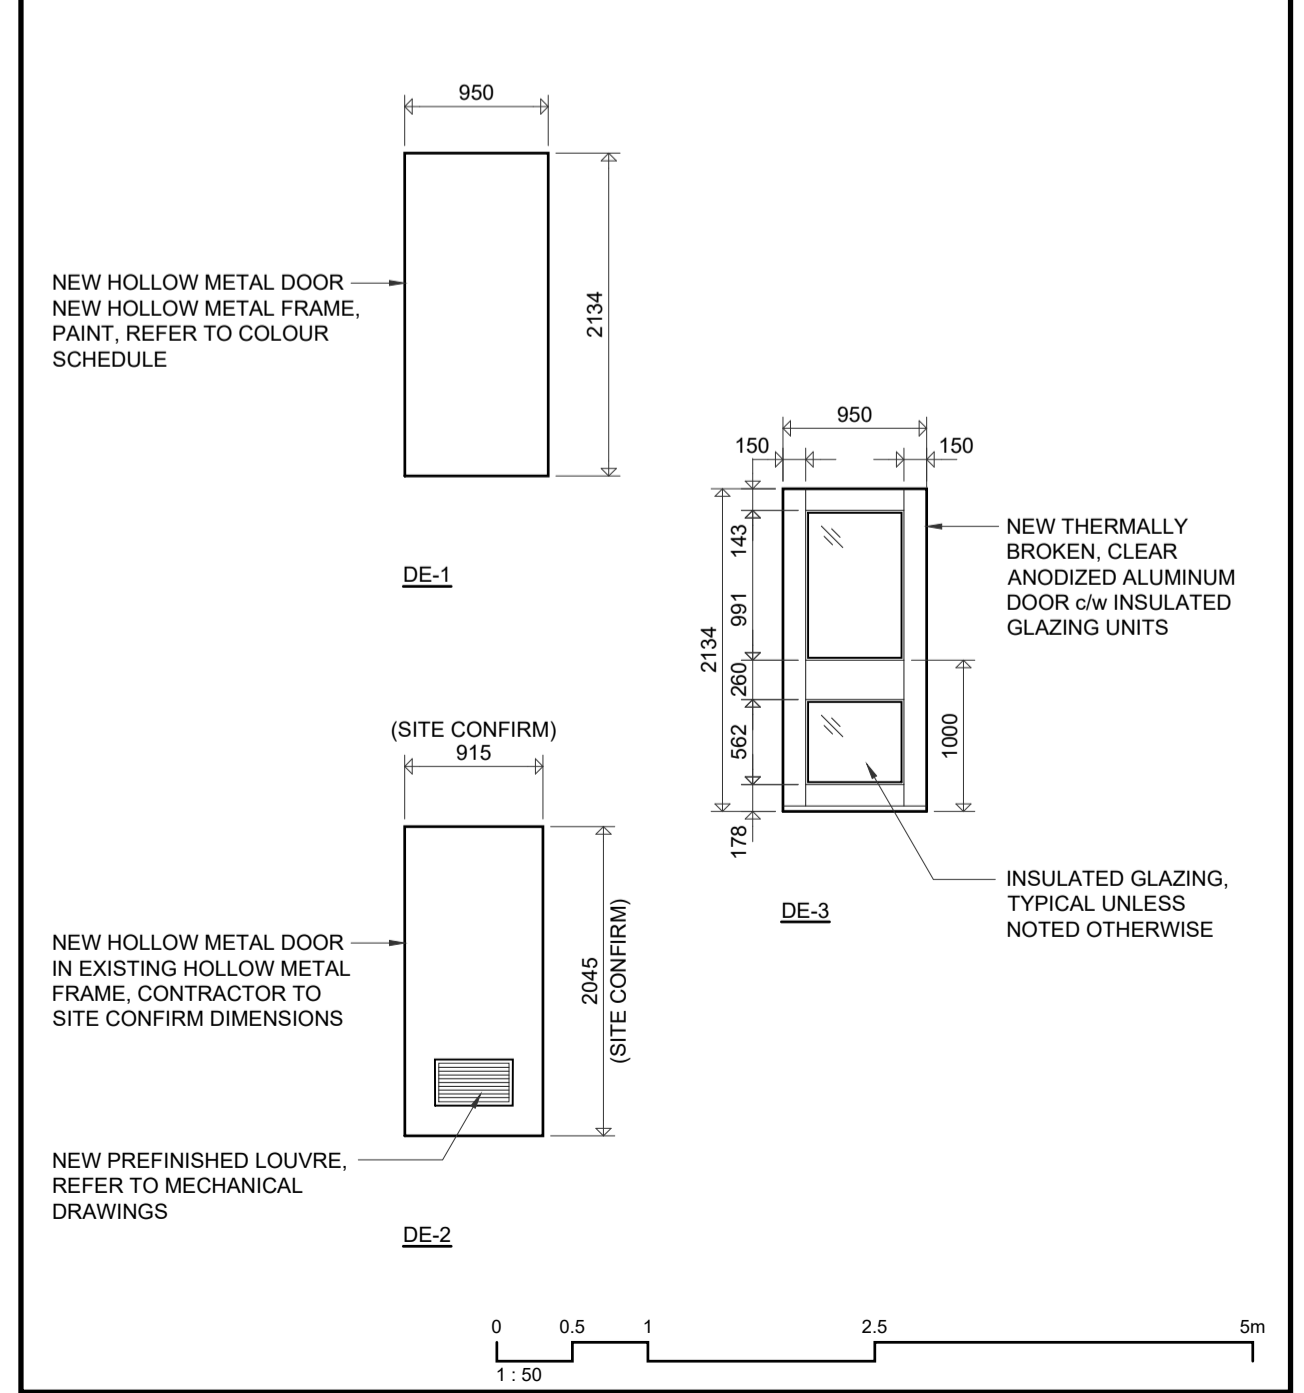 950
2134
NEW HOLLOW METAL DOOR
NEW HOLLOW METAL FRAME,
PAINT, REFER TO COLOUR
SCHEDULE
DE-1
950
150
150
143
991
2134
260
562
178
1000
NEW THERMALLY
BROKEN, CLEAR
ANODIZED ALUMINUM
DOOR c/w INSULATED
GLAZING UNITS
INSULATED GLAZING,
TYPICAL UNLESS
NOTED OTHERWISE
DE-3
(SITE CONFIRM)
915
2045
(SITE CONFIRM)
NEW HOLLOW METAL DOOR
IN EXISTING HOLLOW METAL
FRAME, CONTRACTOR TO
SITE CONFIRM DIMENSIONS
NEW PREFINISHED LOUVRE,
REFER TO MECHANICAL
DRAWINGS
DE-2
0 0.5 1 2.5 5m
1 : 50